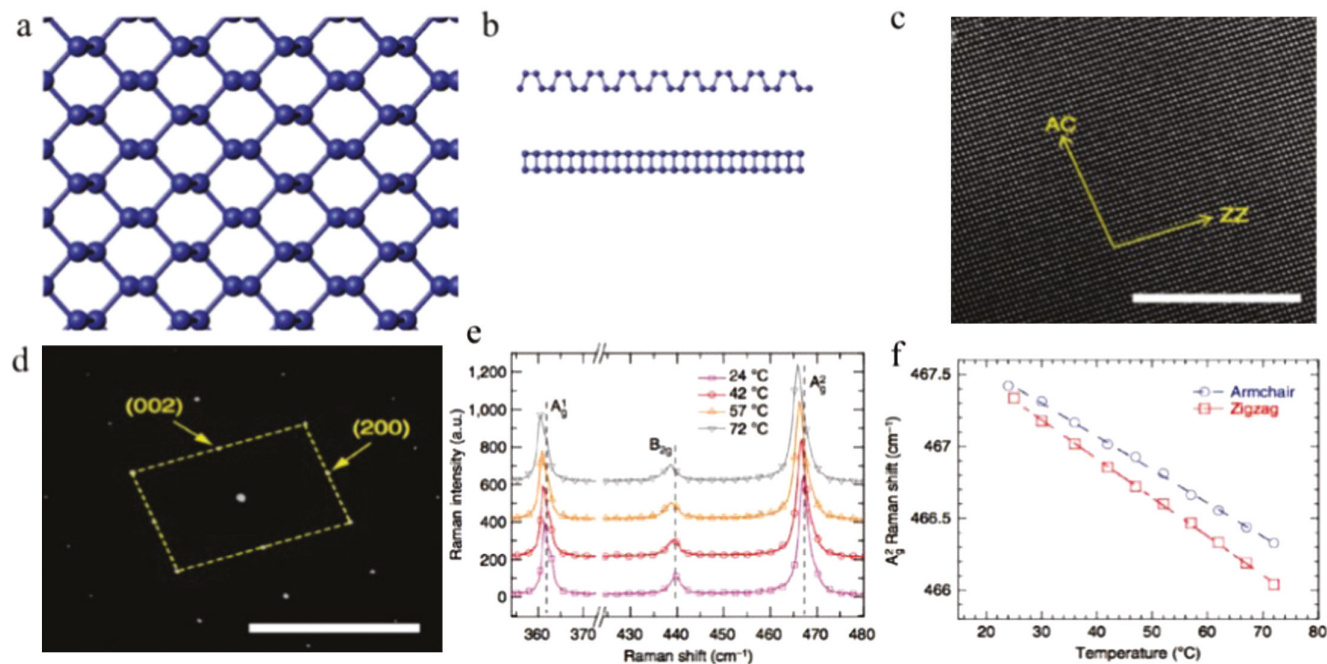 a
b
c
AC
ZZ
d
(002)
(200)
e
1,200
1,000
800
600
400
200
0
Raman intensity (a.u.)
24 °C
42 °C
57 °C
72 °C
A¹g
B2g
A²g
360
370
430
440
450
460
470
480
Raman shift (cm⁻¹)
f
467.5
467
466.5
466
A²g Raman shift (cm⁻¹)
Armchair
Zigzag
20
30
40
50
60
70
80
Temperature (°C)